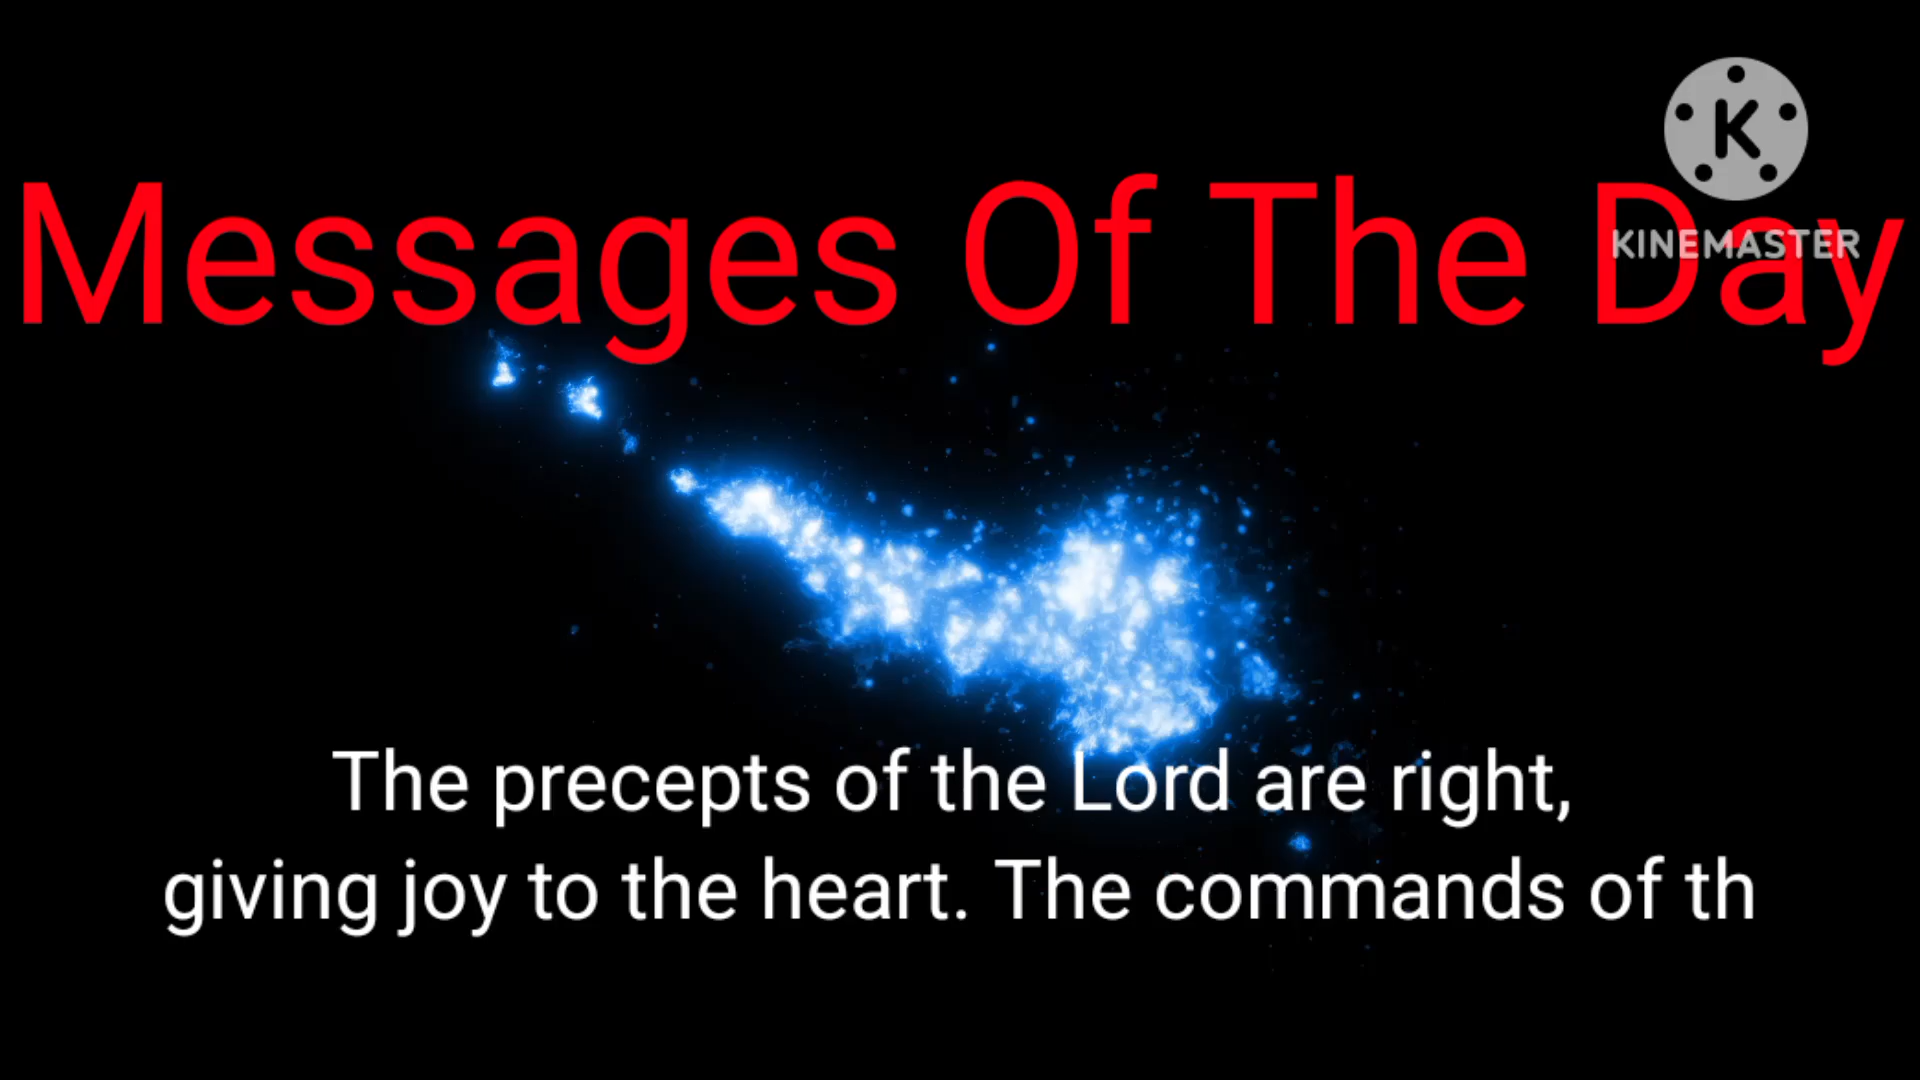 K
KINEMASTER
Messages Of The Day
The precepts of the Lord are right,
giving joy to the heart. The commands of th